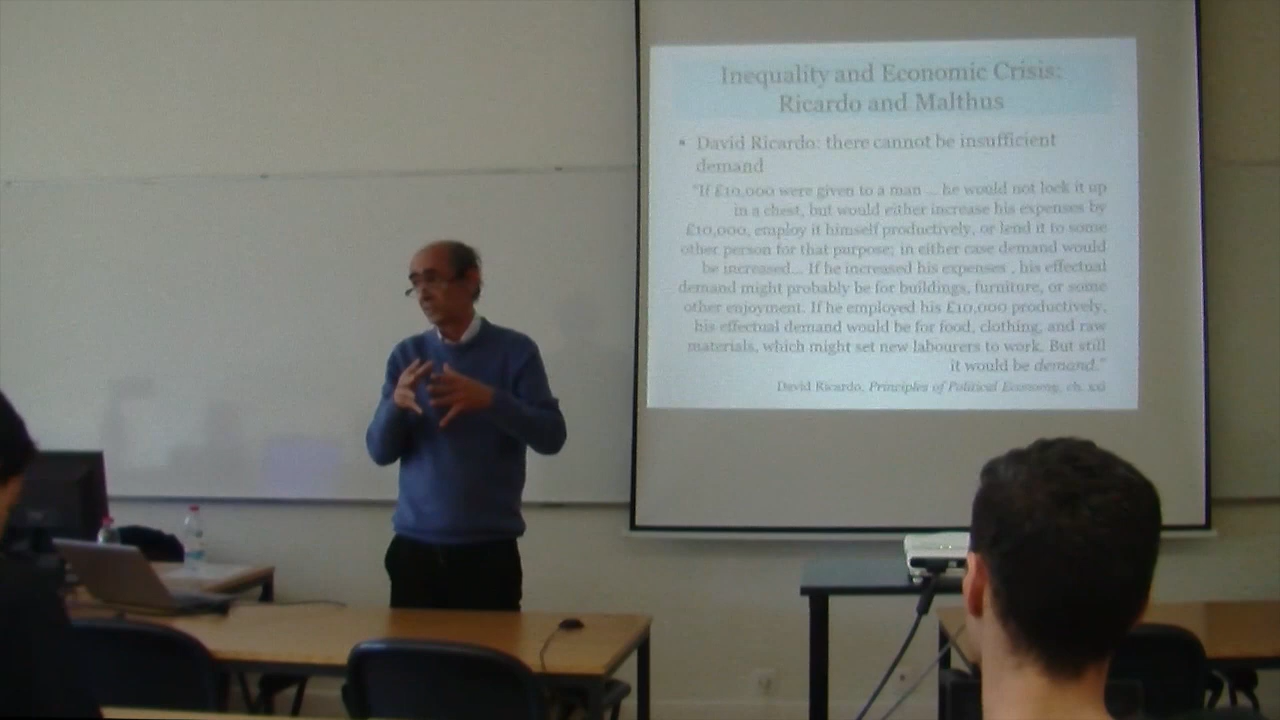 Inequality and Economic Crisis:
Ricardo and Malthus
▪ David Ricardo: there cannot be insufficient
demand
"If £10,000 were given to a man ... he would not lock it up
in a chest, but would either increase his expenses by
£10,000, employ it himself productively, or lend it to some
other person for that purpose; in either case demand would
be increased... If he increased his expenses , his effectual
demand might probably be for buildings, furniture, or some
other enjoyment. If he employed his £10,000 productively,
his effectual demand would be for food, clothing, and raw
materials, which might set new labourers to work. But still
it would be demand."
David Ricardo, Principles of Political Economy, ch. xxi